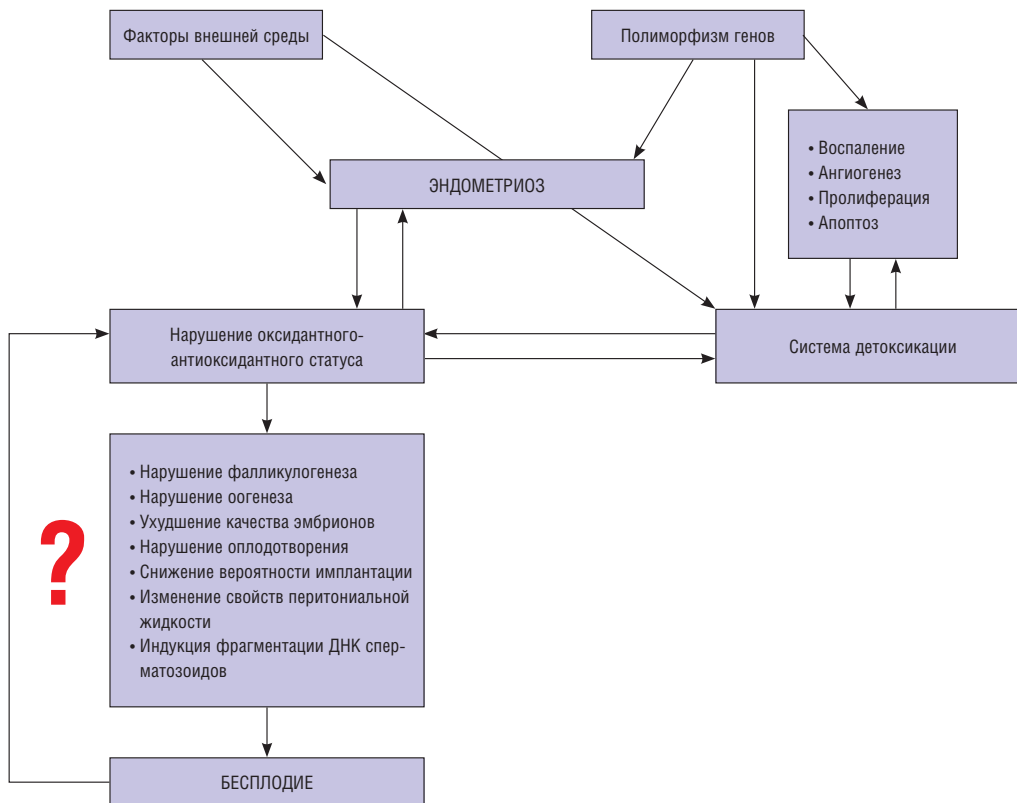 Факторы внешней среды
Полиморфизм генов
• Воспаление
• Ангиогенез
• Пролиферация
• Апоптоз
ЭНДОМЕТРИОЗ
Нарушение оксидантного-
антиоксидантного статуса
Система детоксикации
• Нарушение фалликулогенеза
• Нарушение оогенеза
• Ухудшение качества эмбрионов
• Нарушение оплодотворения
• Снижение вероятности имплантации
• Изменение свойств перитониальной
жидкости
• Индукция фрагментации ДНК спер-
матозоидов
?
БЕСПЛОДИЕ